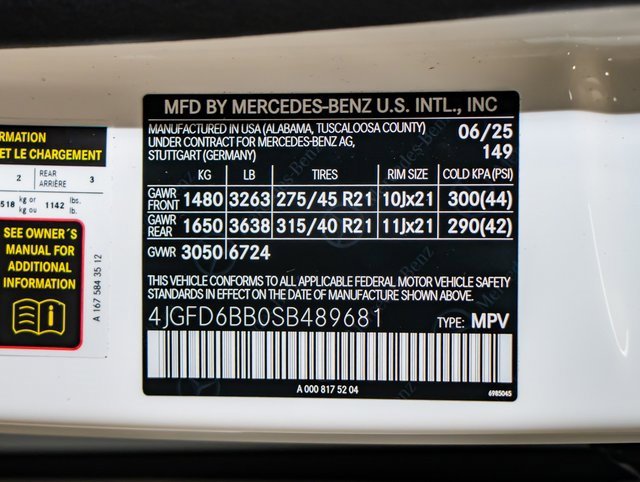 RMATION
ET LE CHARGEMENT
2 REAR ARRIÈRE 3
518 kg or kg ou 1142 lbs. lb.
SEE OWNER´S
MANUAL FOR
ADDITIONAL
INFORMATION
A 167 584 35 12
MFD BY MERCEDES-BENZ U.S. INTL., INC
MANUFACTURED IN USA (ALABAMA, TUSCALOOSA COUNTY) 06/25
UNDER CONTRACT FOR MERCEDES-BENZ AG, 149
STUTTGART (GERMANY)
KG LB TIRES RIM SIZE COLD KPA (PSI)
GAWR FRONT 1480 3263 275/45 R21 10Jx21 300(44)
GAWR REAR 1650 3638 315/40 R21 11Jx21 290(42)
GVWR 3050 6724
THIS VEHICLE CONFORMS TO ALL APPLICABLE FEDERAL MOTOR VEHICLE SAFETY
STANDARDS IN EFFECT ON THE DATE OF MANUFACTURE SHOWN ABOVE.
4JGFD6BB0SB489681 TYPE: MPV
A 000 817 52 04
6985045